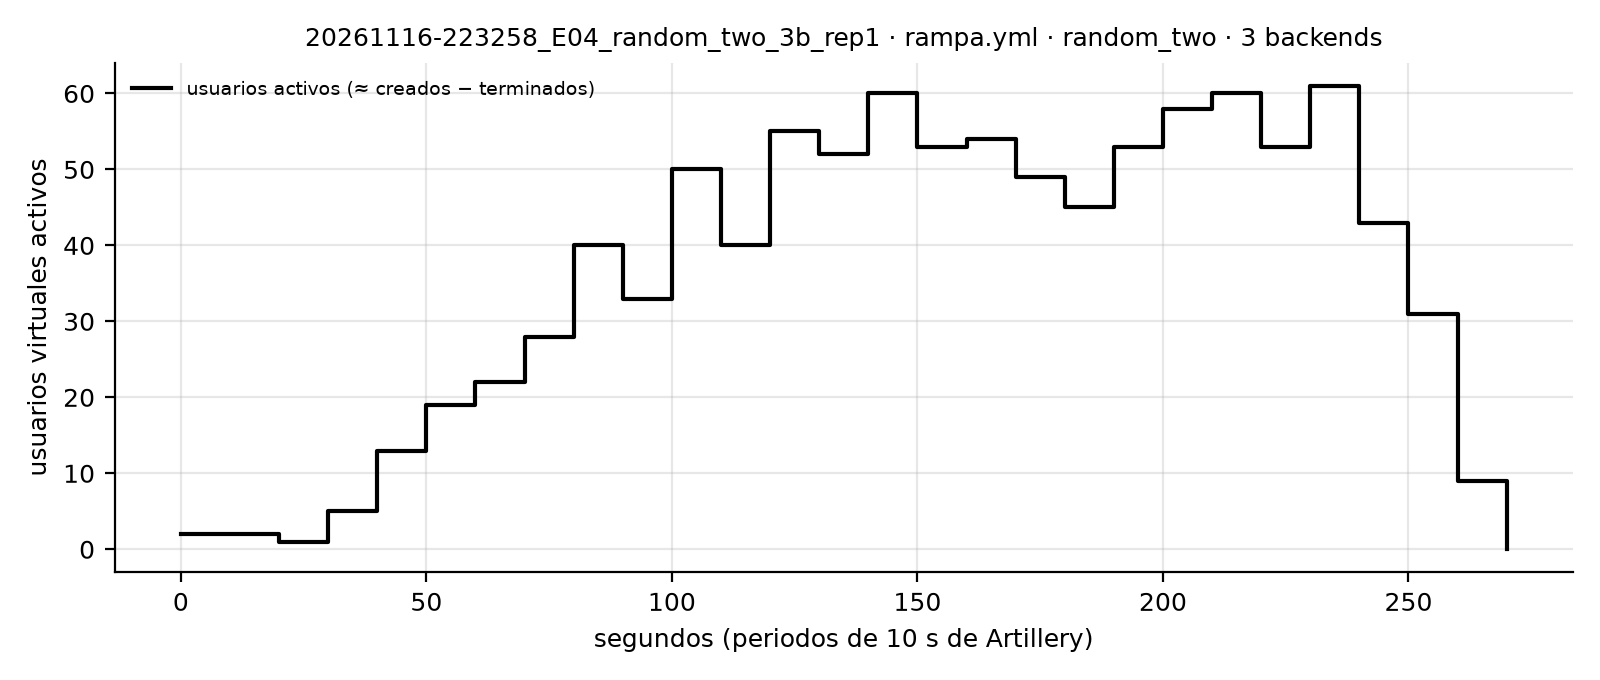 20261116-223258_E04_random_two_3b_rep1 · rampa.yml · random_two · 3 backends
usuarios activos (≈ creados − terminados)
usuarios virtuales activos
60
50
40
30
20
10
0
0 50 100 150 200 250
segundos (periodos de 10 s de Artillery)